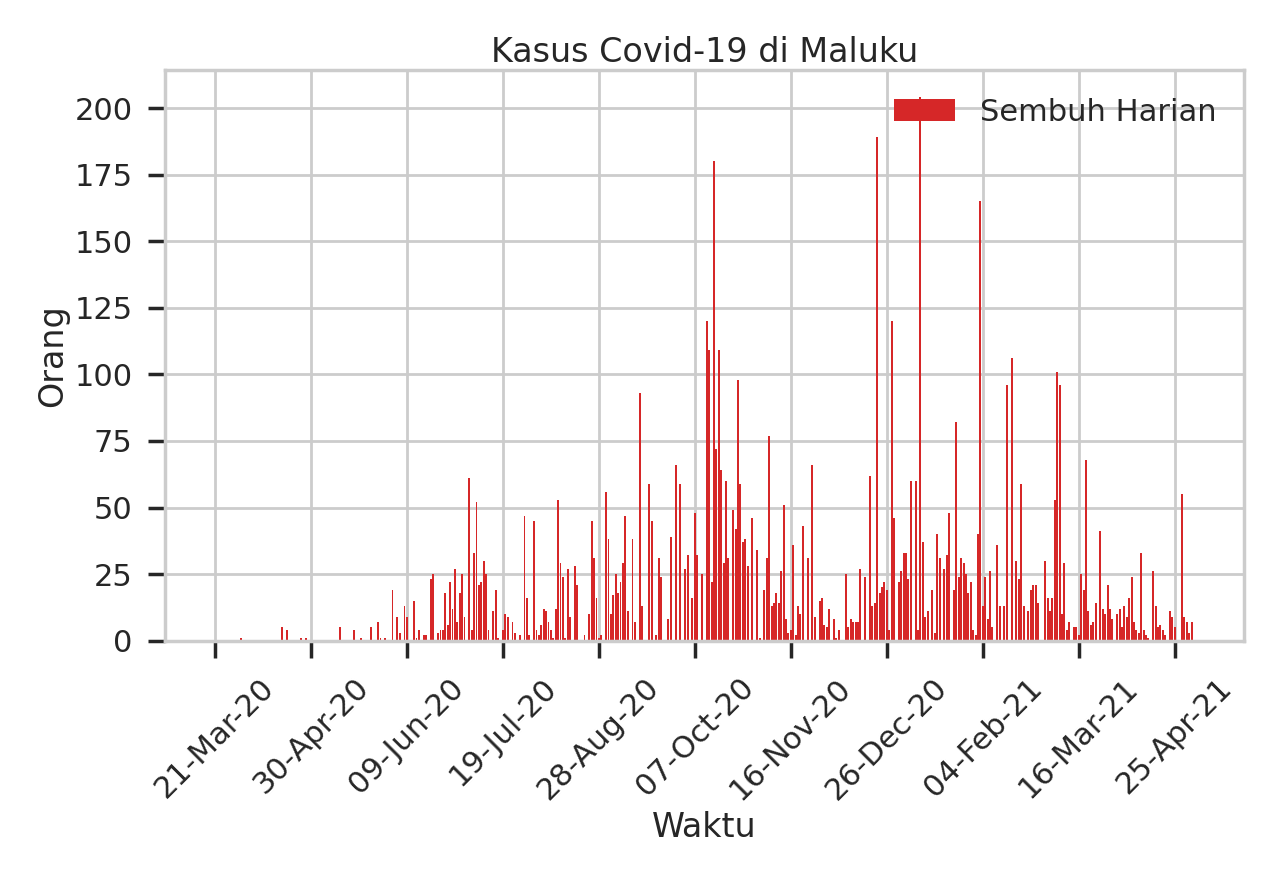 Kasus Covid-19 di Maluku
Sembuh Harian
Orang
200
175
150
125
100
75
50
25
0
21-Mar-20
30-Apr-20
09-Jun-20
19-Jul-20
28-Aug-20
07-Oct-20
16-Nov-20
26-Dec-20
04-Feb-21
16-Mar-21
25-Apr-21
Waktu